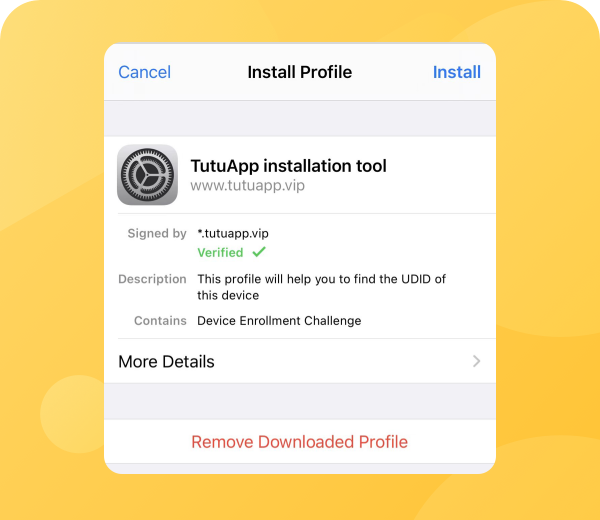 Cancel Install Profile Install
TutuApp installation tool
www.tutuapp.vip
Signed by *.tutuapp.vip
Verified ✓
Description This profile will help you to find the UDID of
this device
Contains Device Enrollment Challenge
More Details
Remove Downloaded Profile